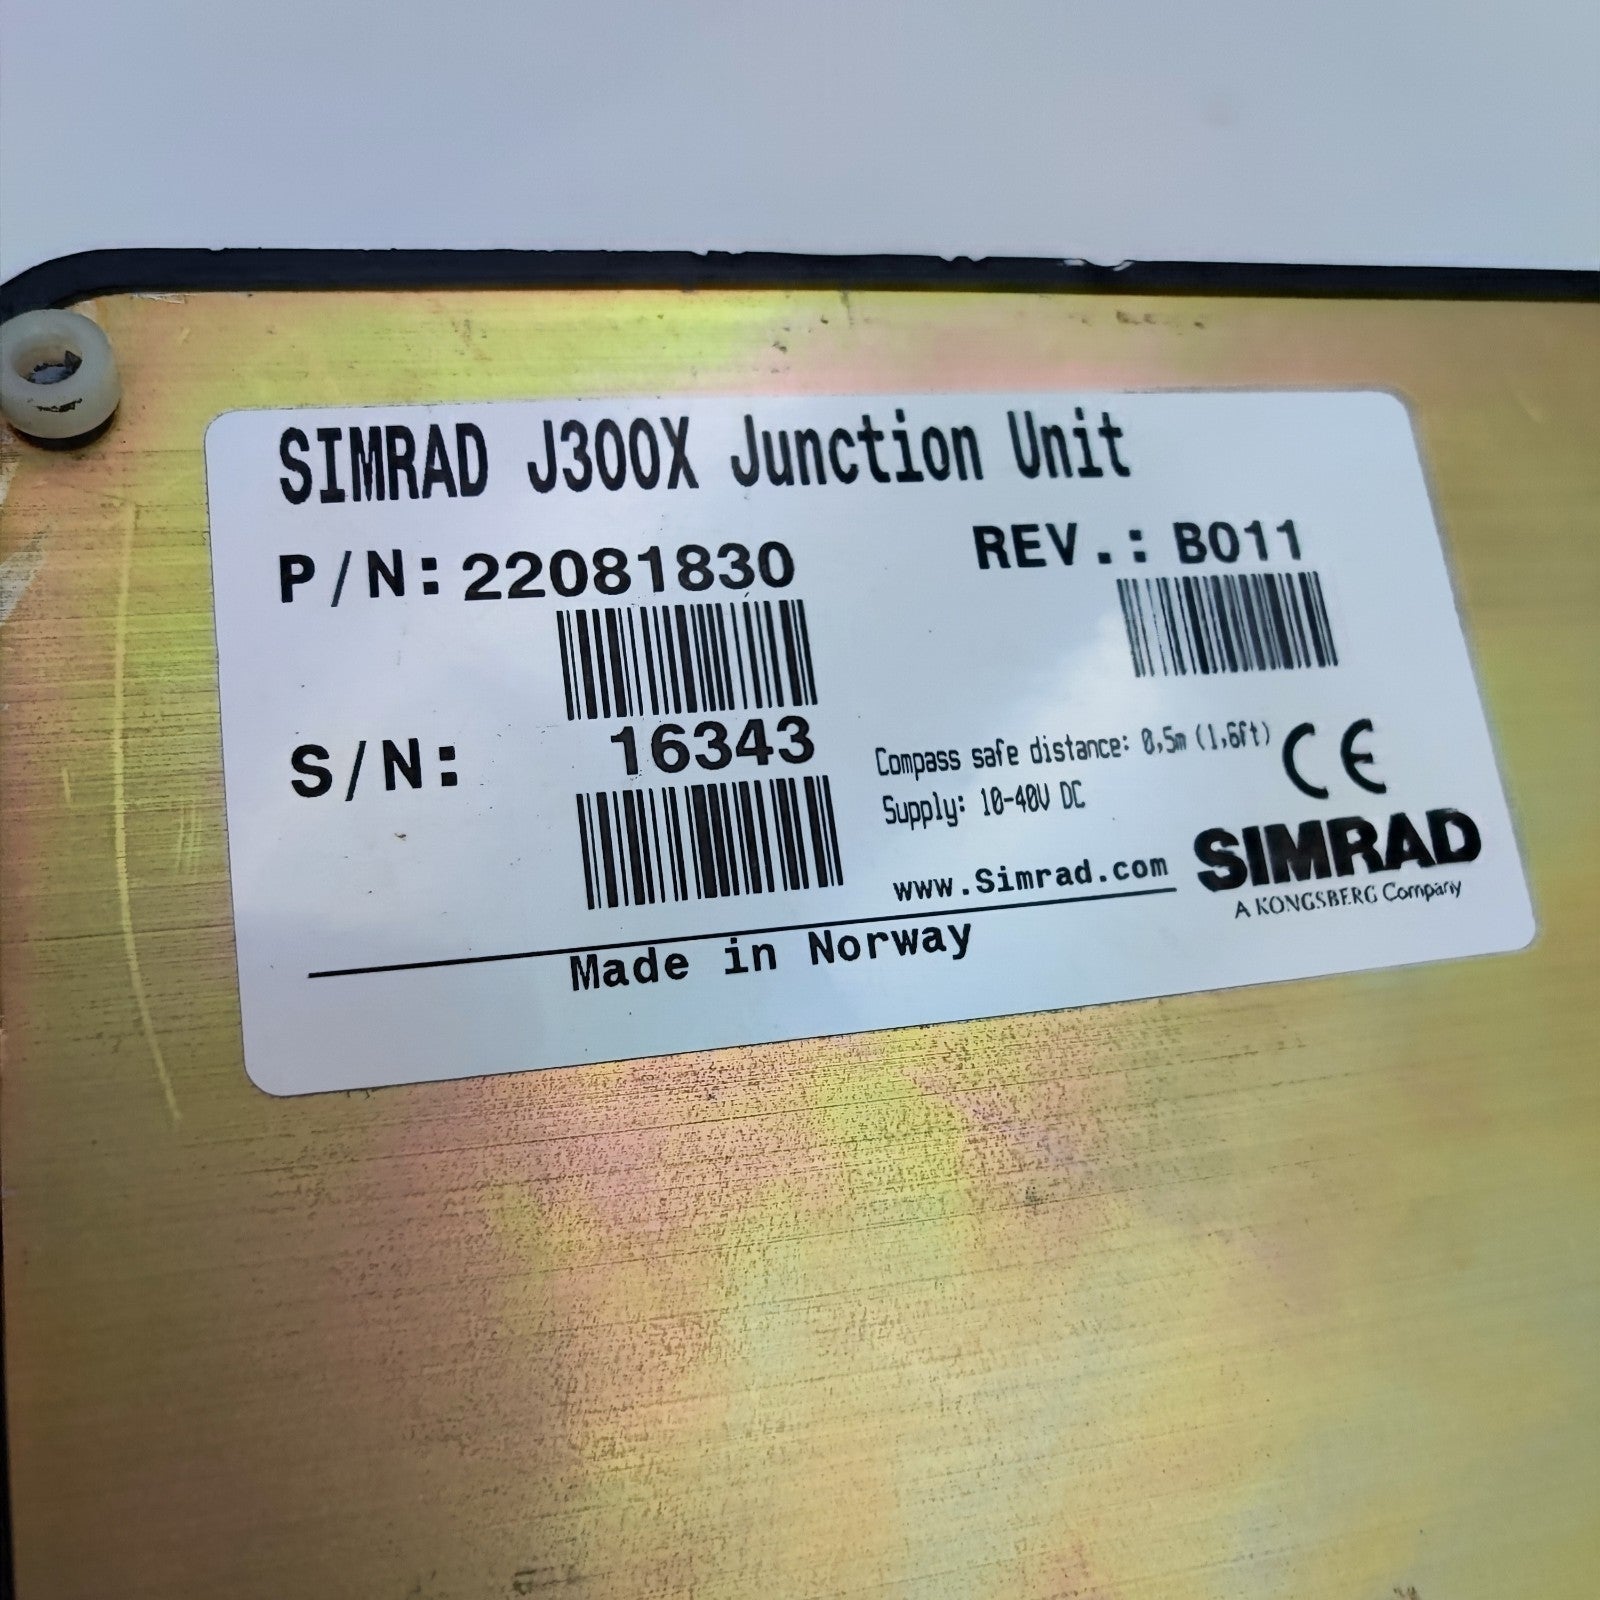 SIMRAD J300X Junction Unit
P/N: 22081830
REV.: B011
S/N: 16343
Compass safe distance: 0,5m (1,6ft)
Supply: 10-40V DC
CE
www.Simrad.com
SIMRAD
A KONGSBERG Company
Made in Norway